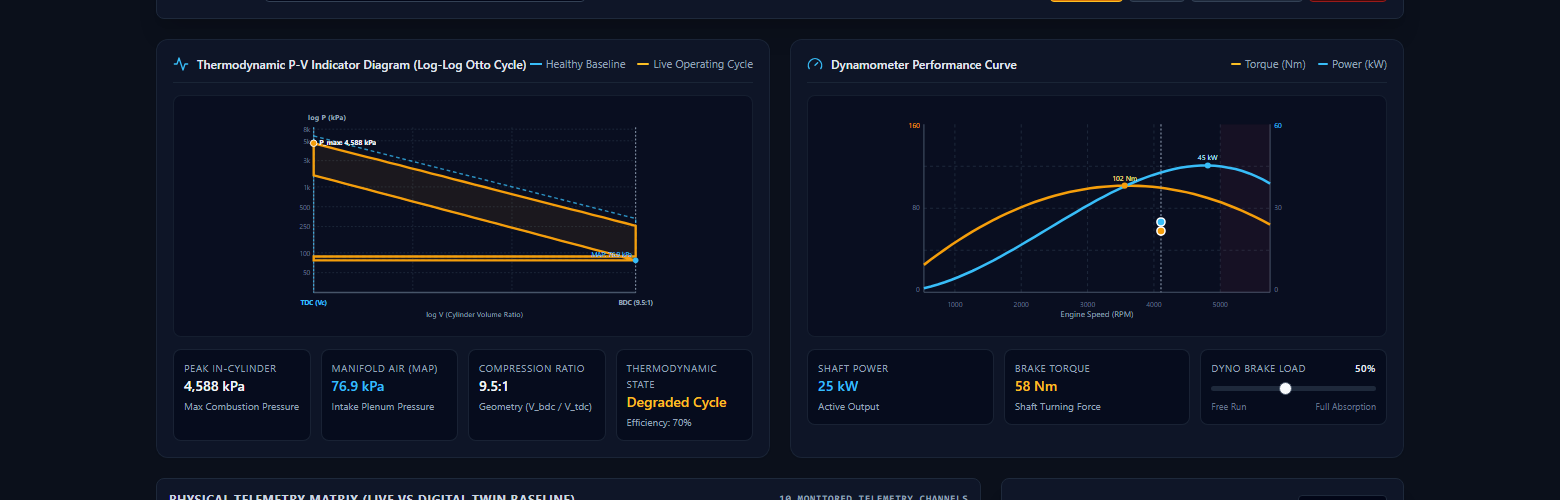 Thermodynamic P-V Indicator Diagram (Log-Log Otto Cycle)
Healthy Baseline
Live Operating Cycle
log P (kPa)
8k
5k
P_max: 4,588 kPa
3k
1k
500
250
100
50
TDC (Vc)
BDC (9.5:1)
log V (Cylinder Volume Ratio)
PEAK IN-CYLINDER
4,588 kPa
Max Combustion Pressure
MANIFOLD AIR (MAP)
76.9 kPa
Intake Plenum Pressure
COMPRESSION RATIO
9.5:1
Geometry (V_bdc / V_tdc)
THERMODYNAMIC
STATE
Degraded Cycle
Efficiency: 70%
Dynamometer Performance Curve
Torque (Nm)
Power (kW)
160
60
45 kW
102 Nm
80
30
0
0
1000
2000
3000
4000
5000
Engine Speed (RPM)
SHAFT POWER
25 kW
Active Output
BRAKE TORQUE
58 Nm
Shaft Turning Force
DYNO BRAKE LOAD
50%
Free Run
Full Absorption
PHYSICAL TELEMETRY MATRIX (LIVE VS DIGITAL TWIN BASELINE)
10 MONITORED TELEMETRY CHANNELS